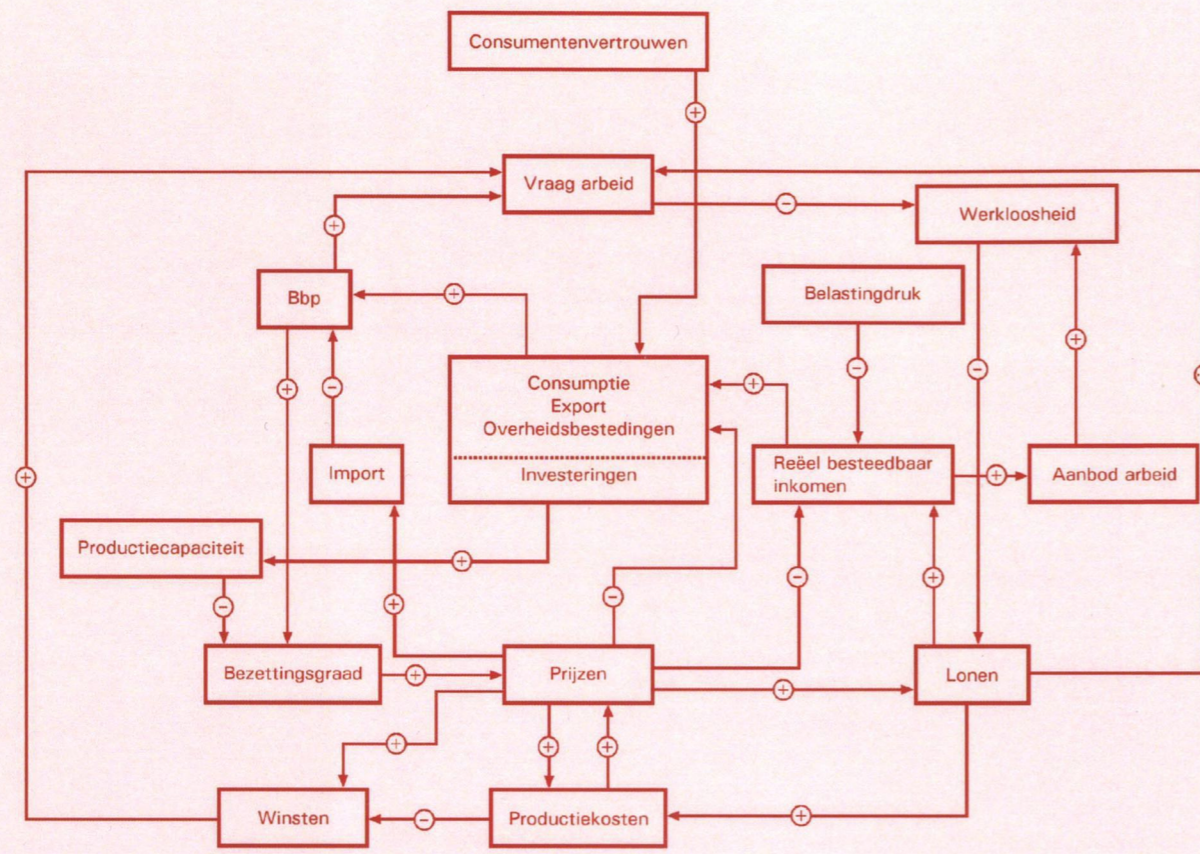 Consumentenvertrouwen
+
Vraag arbeid
−
Werkloosheid
+
Bbp
+
Belastingdruk
+
−
+
−
−
Consumptie
Export
Overheidsbestedingen
Investeringen
+
Import
Reëel besteedbaar
inkomen
+
Aanbod arbeid
+
Productiecapaciteit
+
−
+
−
−
+
Bezettingsgraad
+
Prijzen
+
Lonen
+
+
+
Winsten
−
Productiekosten
+